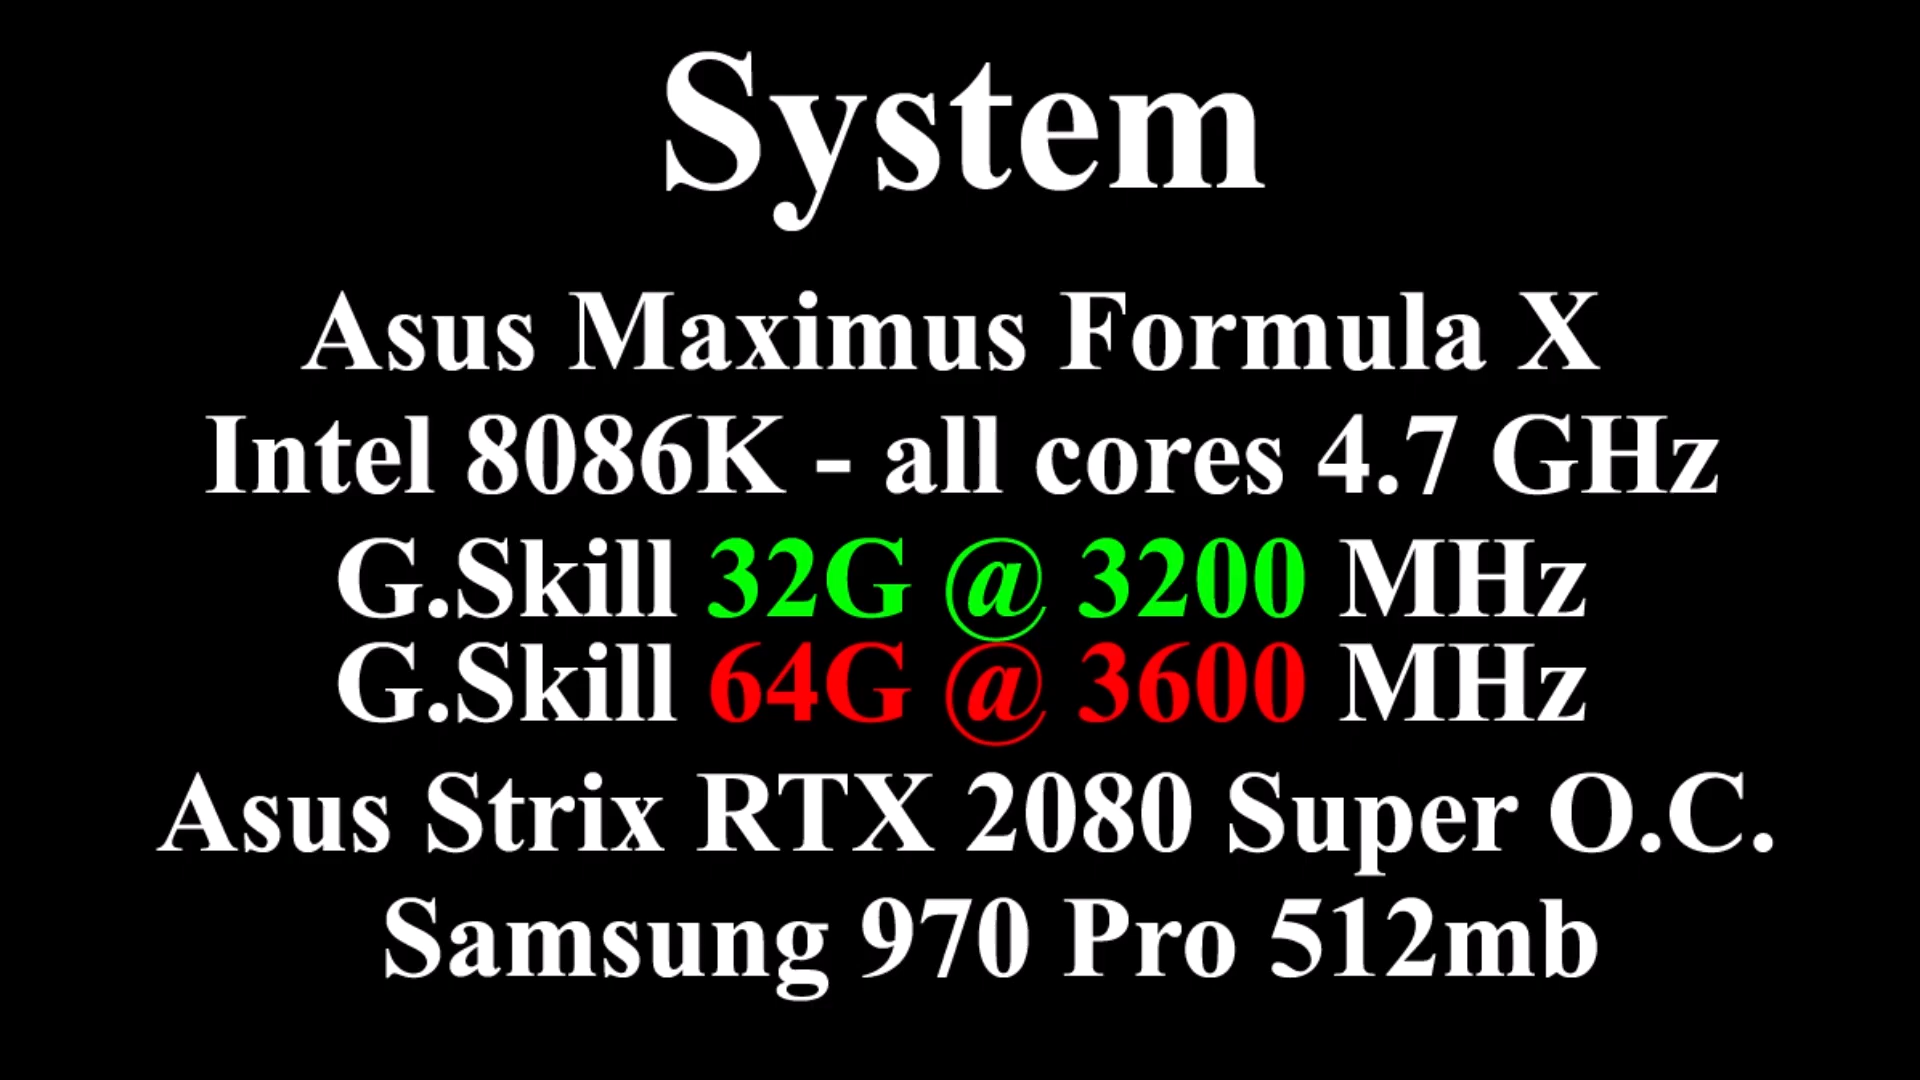 System
Asus Maximus Formula X
Intel 8086K - all cores 4.7 GHz
G.Skill 32G @ 3200 MHz
G.Skill 64G @ 3600 MHz
Asus Strix RTX 2080 Super O.C.
Samsung 970 Pro 512mb